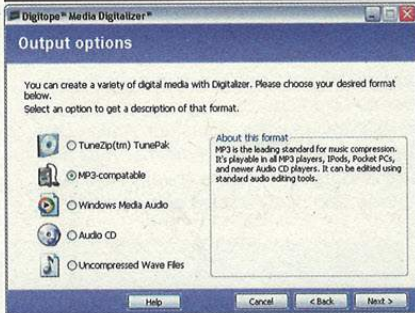 Digitope™ Media Digitalizer™
Output options
You can create a variety of digital media with Digitalizer. Please choose your desired format
below.
Select an option to get a description of that format.
TuneZip(tm) TunePak
MP3-compatable
Windows Media Audio
Audio CD
Uncompressed Wave Files
About this format
MP3 is the leading standard for music compression.
It's playable in all MP3 players, IPods, Pocket PCs,
and newer Audio CD players. It can be edited using
standard audio editing tools.
Help
Cancel
< Back
Next >